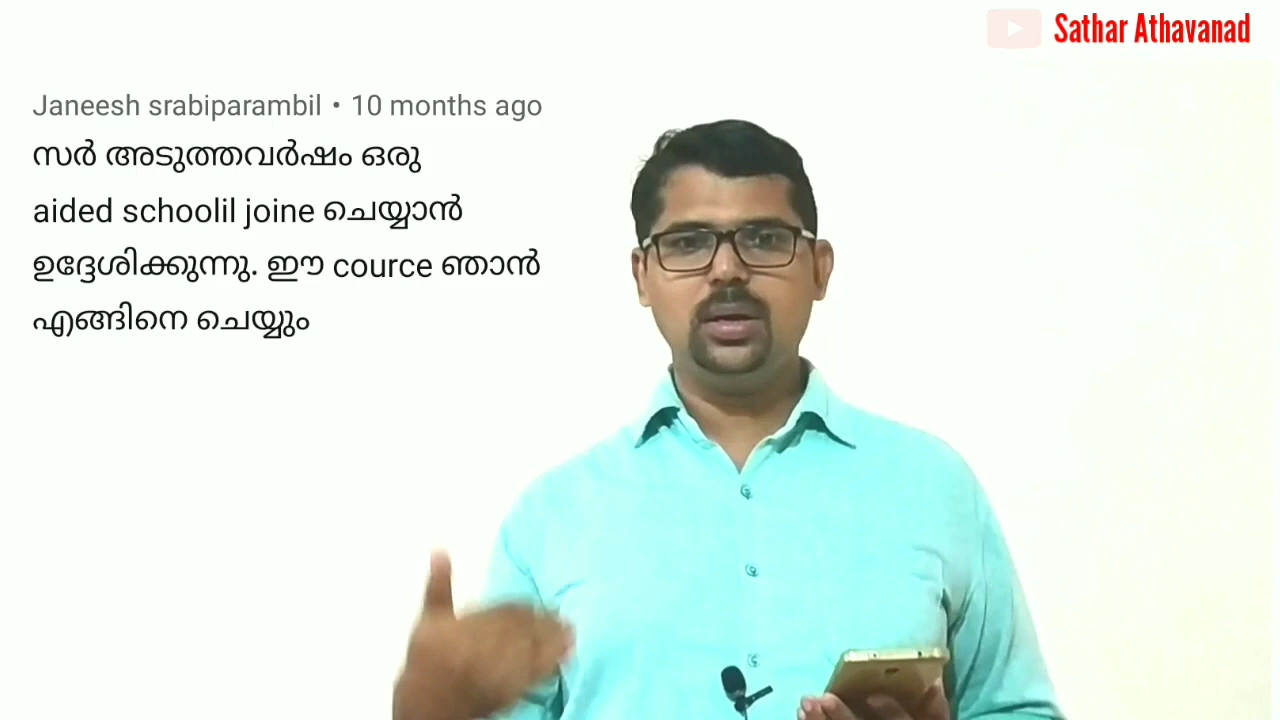 Sathar Athavanad
Janeesh srabiparambil • 10 months ago
സർ അടുത്തവർഷം ഒരു
aided schoolil joine ചെയ്യാൻ
ഉദ്ദേശിക്കുന്നു. ഈ cource ഞാൻ
എങ്ങിനെ ചെയ്യും